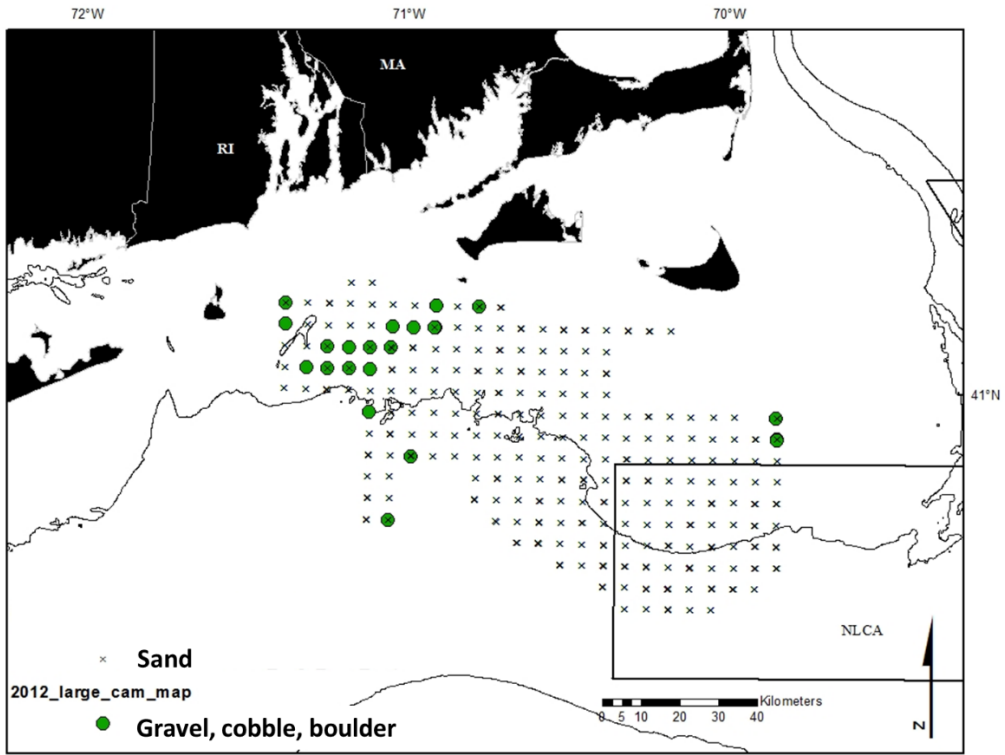 72°W 71°W 70°W
MA
RI
41°N
NLCA
Sand
2012_large_cam_map
Gravel, cobble, boulder
Kilometers
0 5 10 20 30 40
N